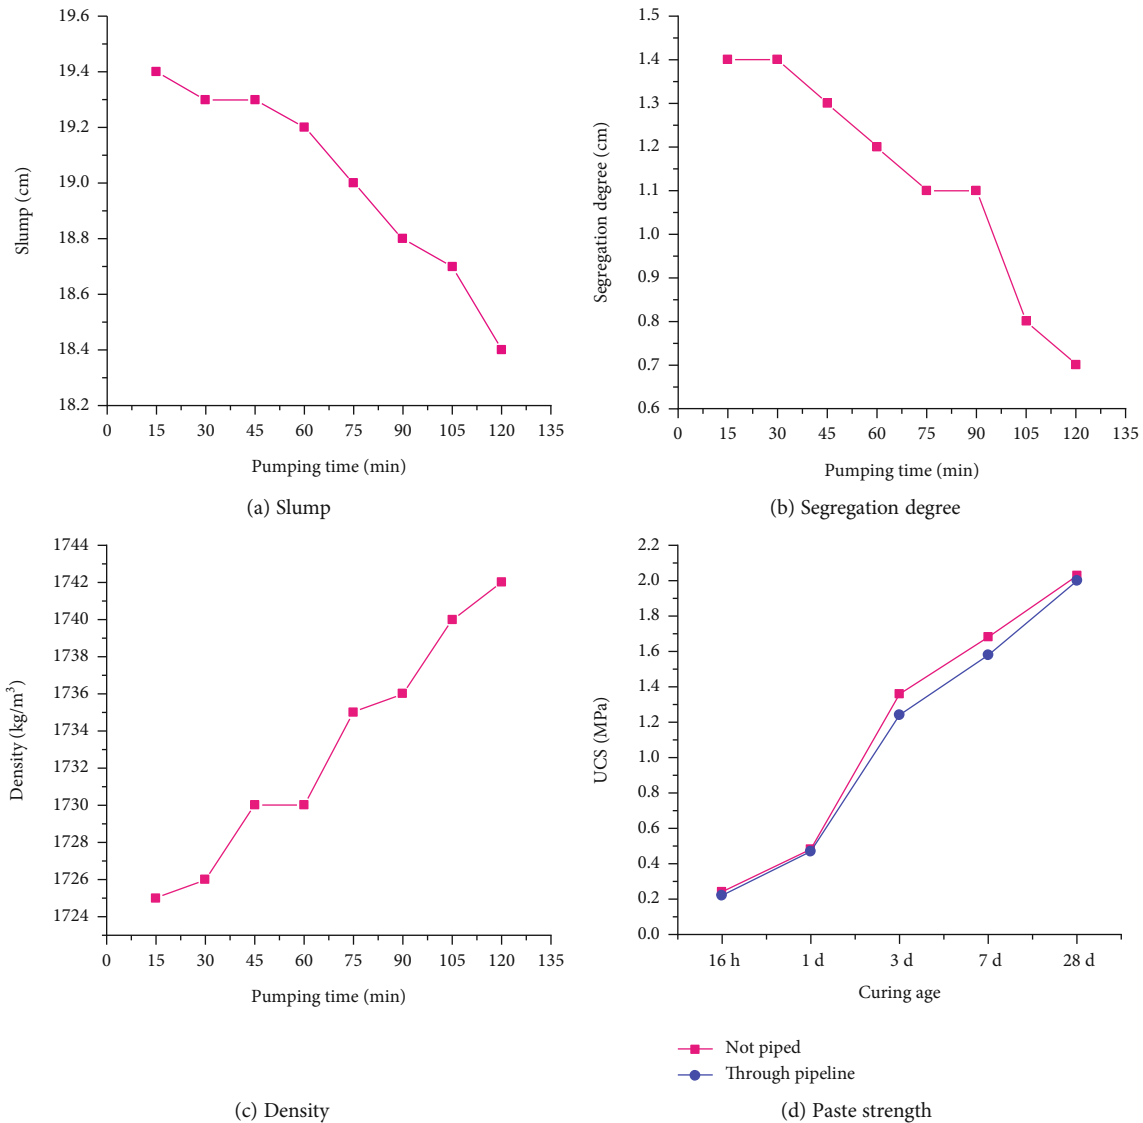 19.6
19.4
19.2
19.0
18.8
18.6
18.4
18.2
0 15 30 45 60 75 90 105 120 135
Slump (cm)
Pumping time (min)
(a) Slump
1.5
1.4
1.3
1.2
1.1
1.0
0.9
0.8
0.7
0.6
0 15 30 45 60 75 90 105 120 135
Segregation degree (cm)
Pumping time (min)
(b) Segregation degree
1744
1742
1740
1738
1736
1734
1732
1730
1728
1726
1724
0 15 30 45 60 75 90 105 120 135
Density (kg/m³)
Pumping time (min)
(c) Density
2.2
2.0
1.8
1.6
1.4
1.2
1.0
0.8
0.6
0.4
0.2
0.0
16 h 1 d 3 d 7 d 28 d
UCS (MPa)
Curing age
Not piped
Through pipeline
(d) Paste strength